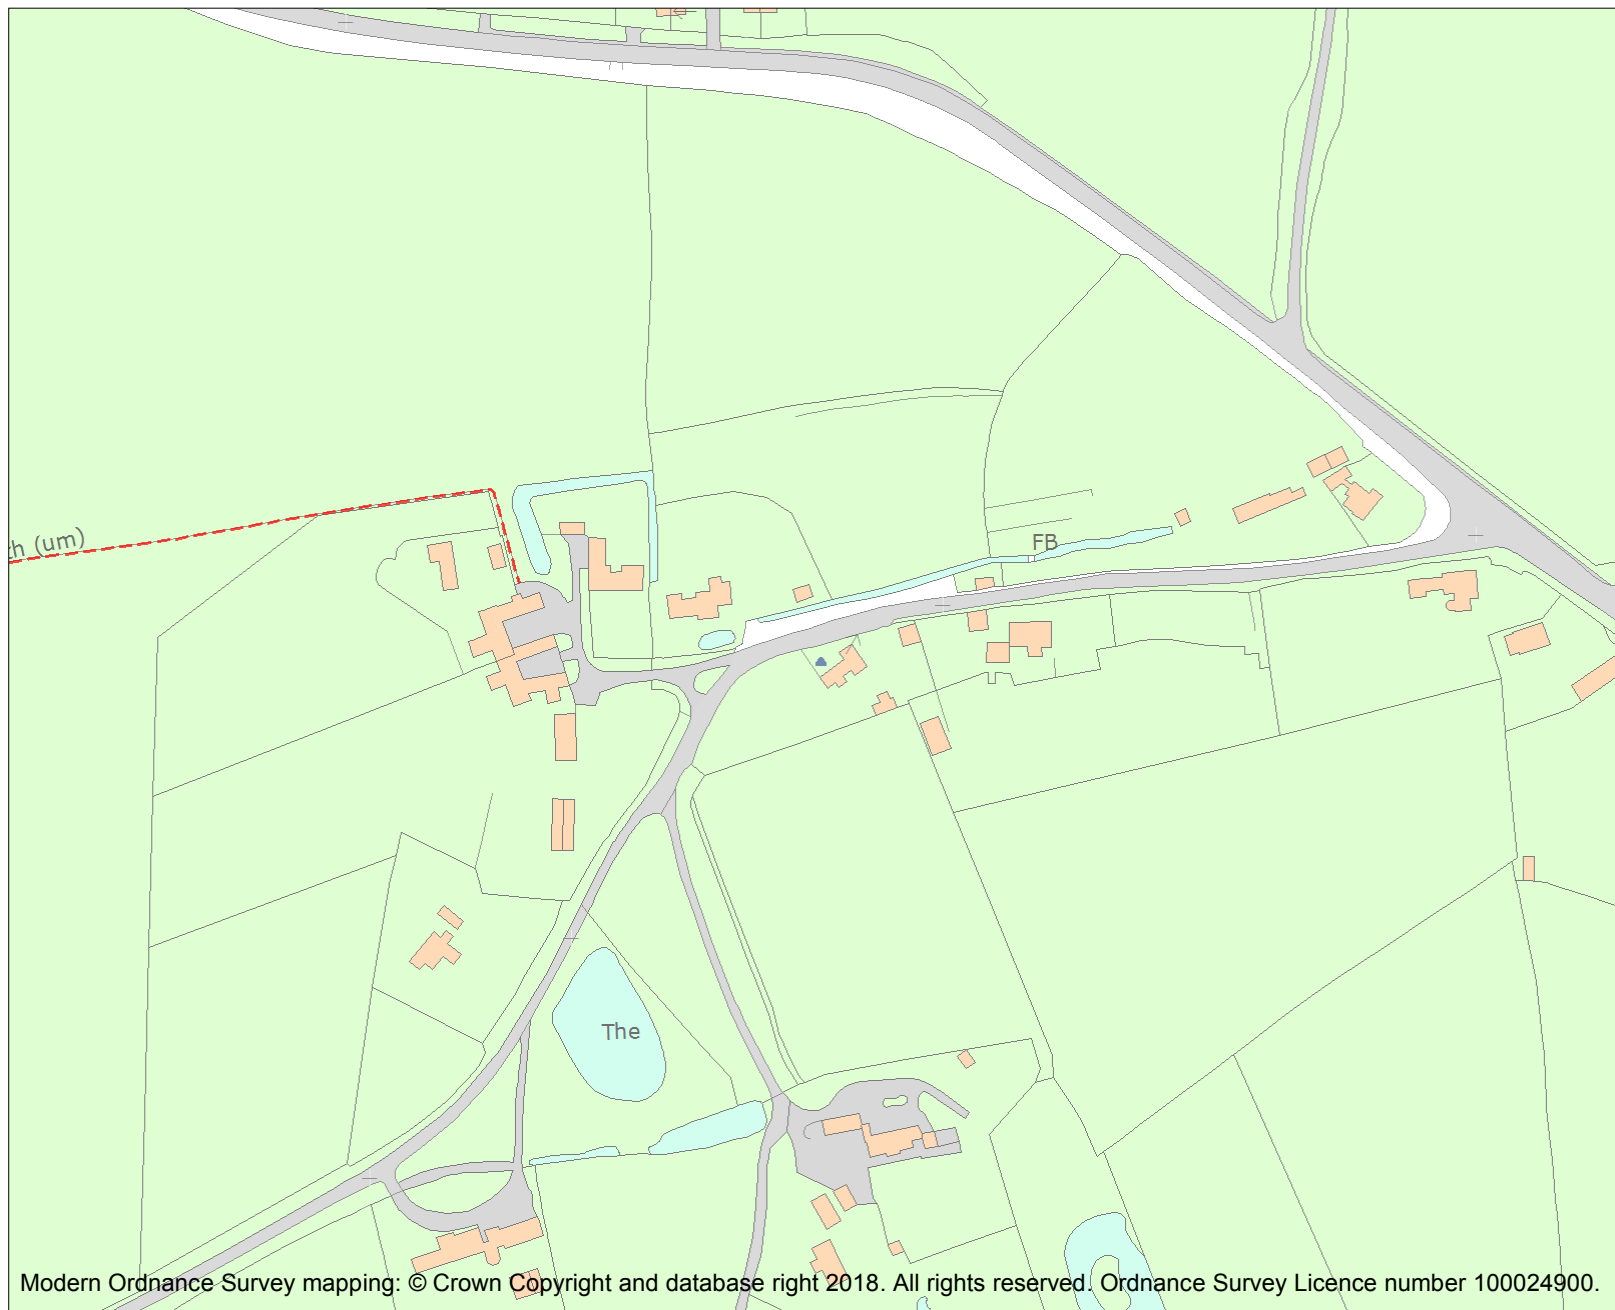 FB
(um)
The
Modern Ordnance Survey mapping: © Crown Copyright and database right 2018. All rights reserved. Ordnance Survey Licence number 100024900.